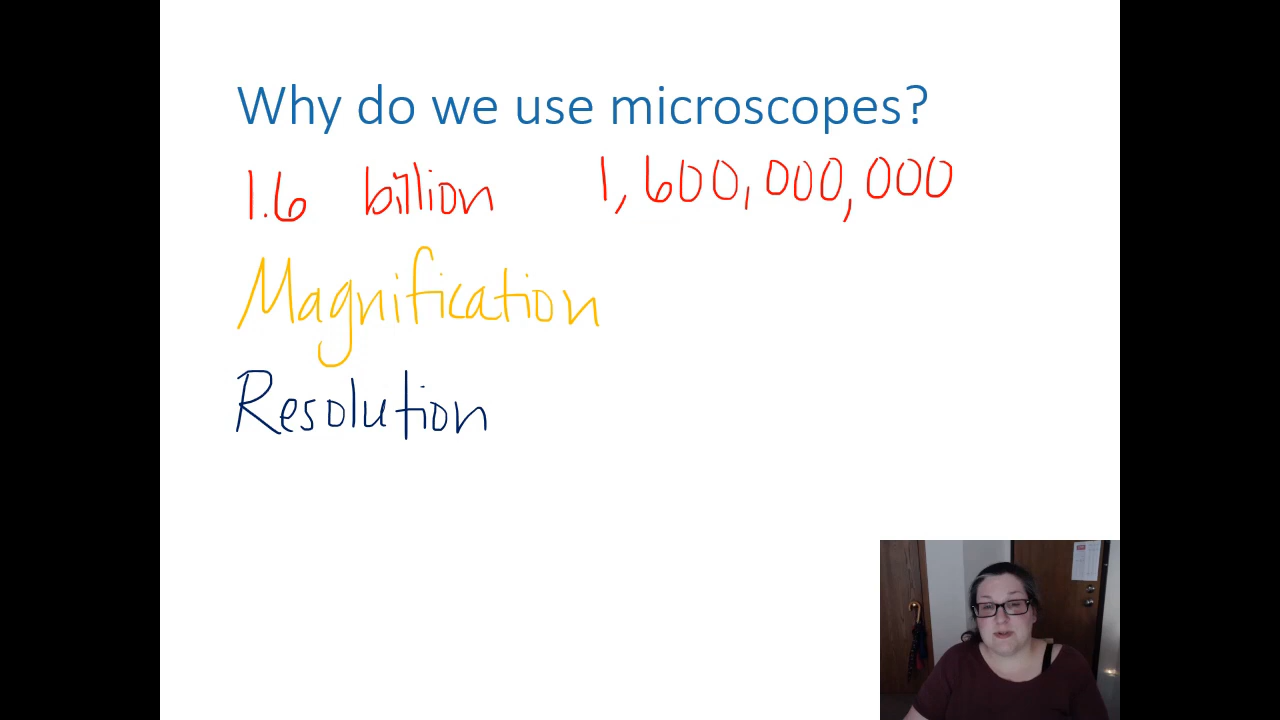 Why do we use microscopes?
1.6 billion 1,600,000,000
Magnification
Resolution